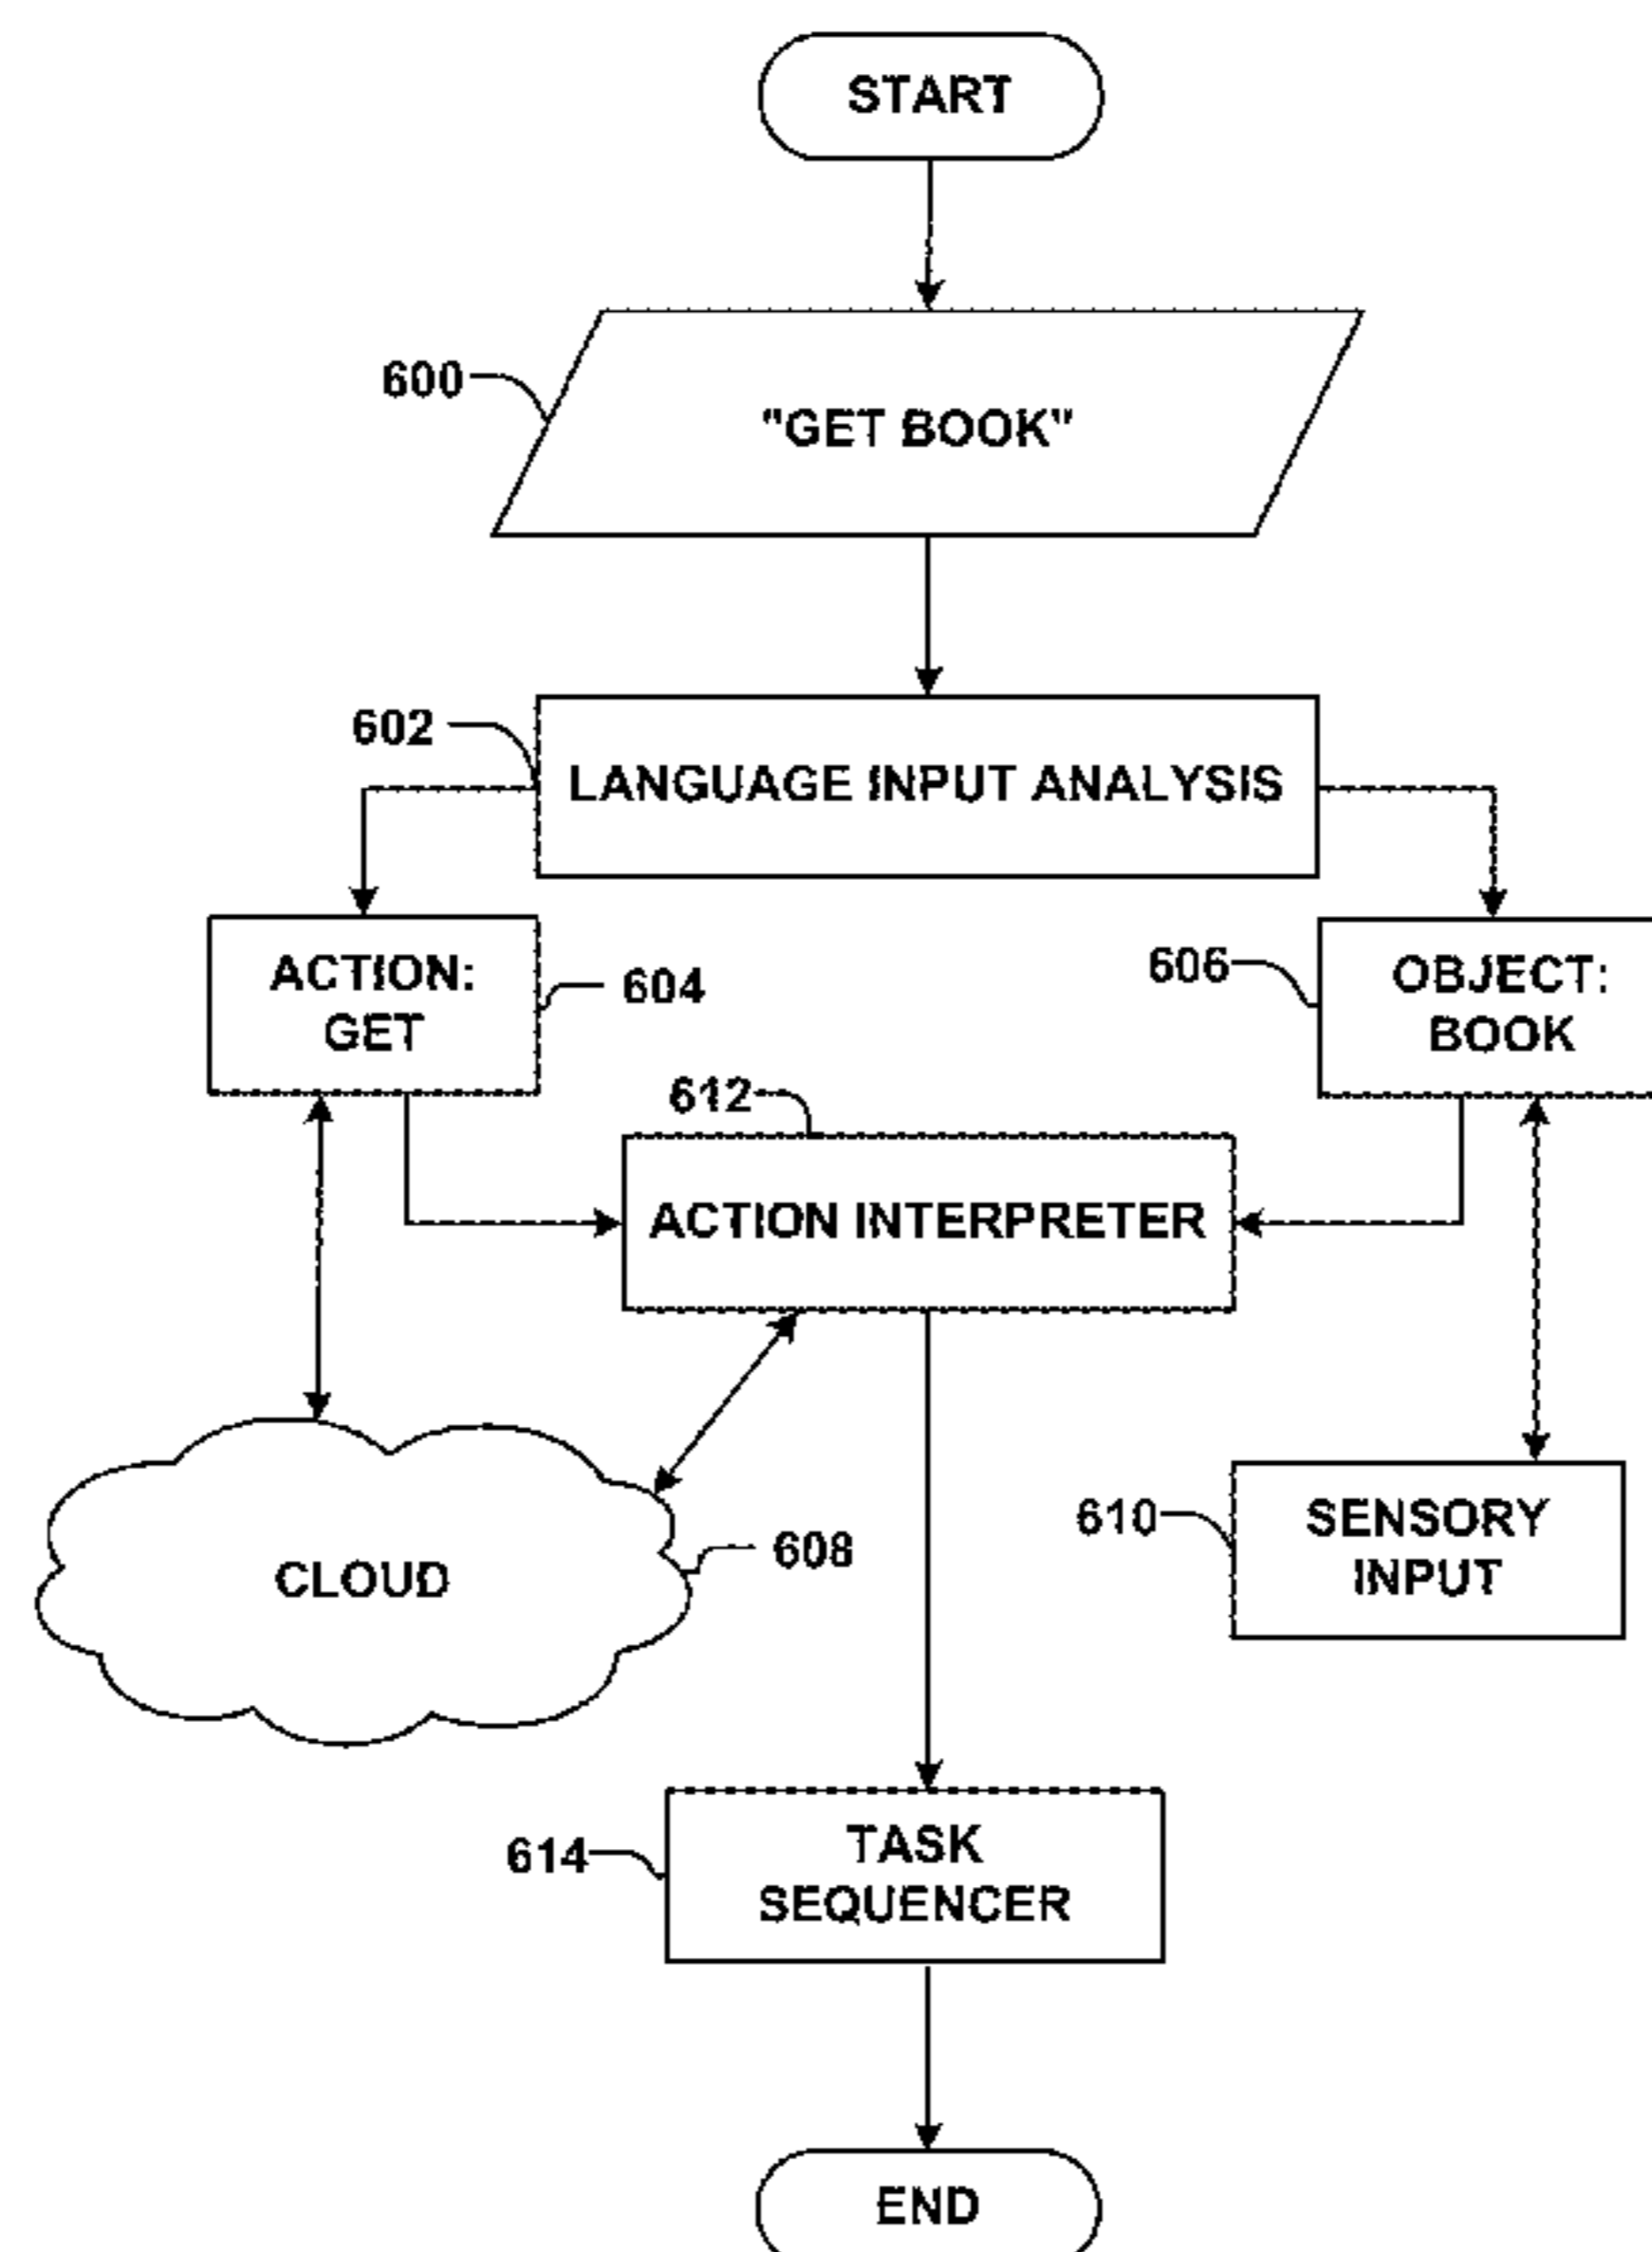 START
600
"GET BOOK"
602
LANGUAGE INPUT ANALYSIS
ACTION:
GET
604
606
OBJECT:
BOOK
612
ACTION INTERPRETER
CLOUD
608
610
SENSORY
INPUT
614
TASK
SEQUENCER
END